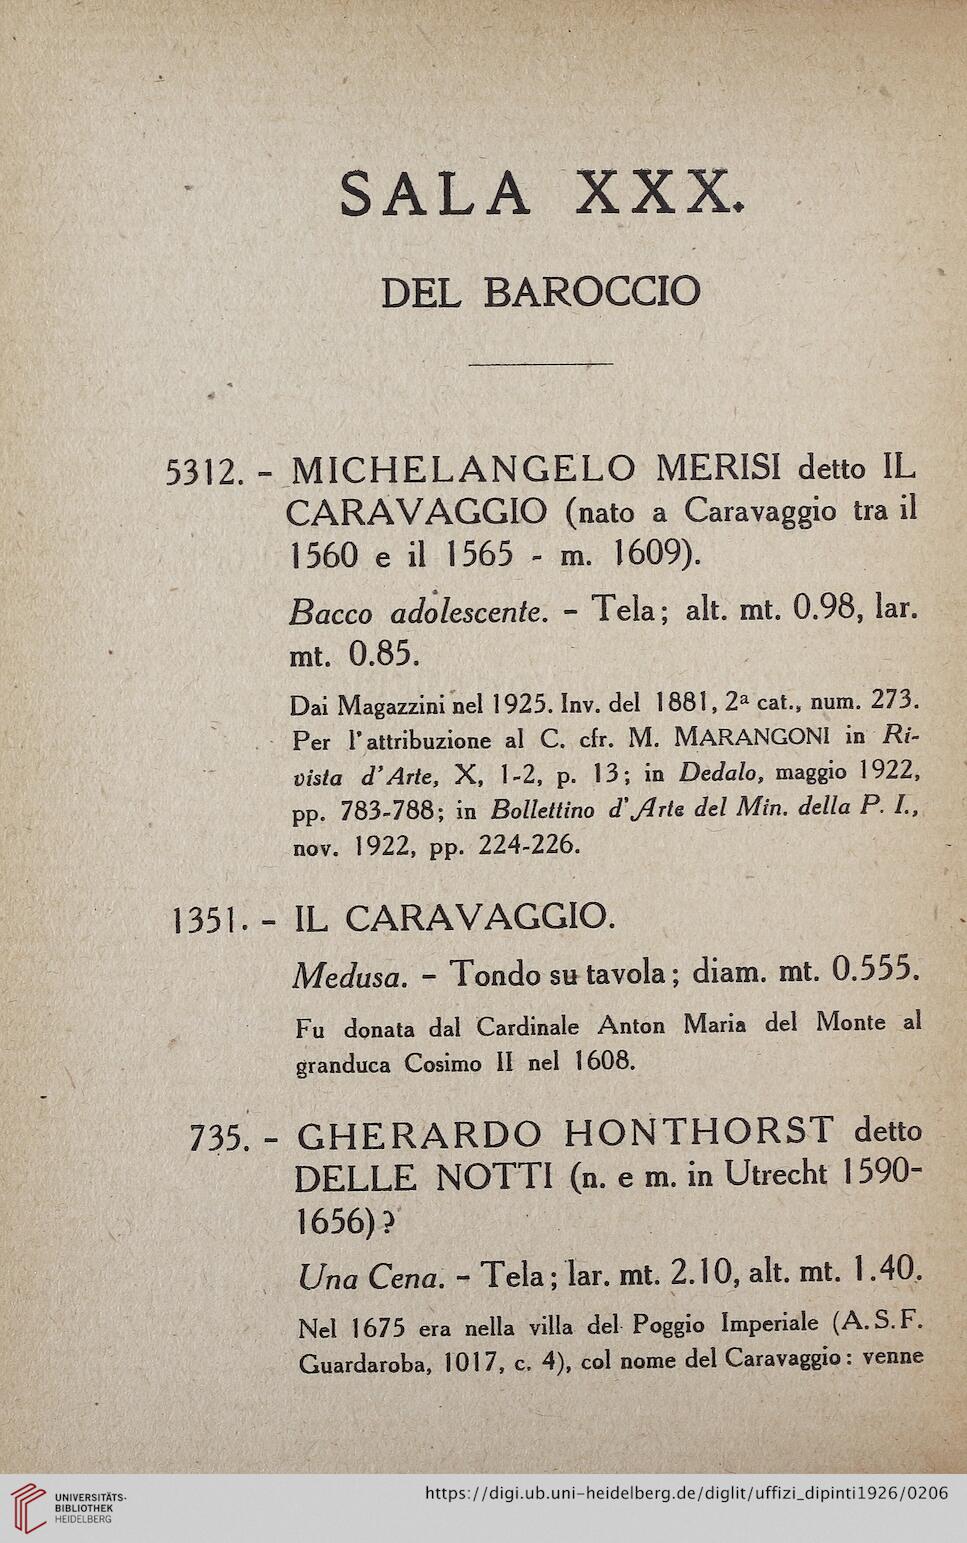 SALA XXX.
DEL BAROCCIO
5312. - MICHELANGELO MERISI detto IL
CARAVAGGIO (nato a Caravaggio tra il
1560 e il 1565 - m. 1609).
Bacco adolescente. - Tela; alt. mt. 0.98, lar.
mt. 0.85.
Dai Magazzini nel 1925. Inv. del 1881, 2ª cat., num. 273.
Per l'attribuzione al C. cfr. M. MARANGONI in Ri-
vista d'Arte, X, 1-2, p. 13; in Dedalo, maggio 1922,
pp. 783-788; in Bollettino d'Arte del Min. della P. I.,
nov. 1922, pp. 224-226.
1351. - IL CARAVAGGIO.
Medusa. - Tondo su tavola; diam. mt. 0.555.
Fu donata dal Cardinale Anton Maria del Monte al
granduca Cosimo II nel 1608.
735. - GHERARDO HONTHORST detto
DELLE NOTTI (n. e m. in Utrecht 1590-
1656)?
Una Cena. - Tela; lar. mt. 2.10, alt. mt. 1.40.
Nel 1675 era nella villa del Poggio Imperiale (A.S.F.
Guardaroba, 1017, c. 4), col nome del Caravaggio: venne
UNIVERSITÄTS-
BIBLIOTHEK
HEIDELBERG
https://digi.ub.uni-heidelberg.de/diglit/uffizi_dipinti1926/0206